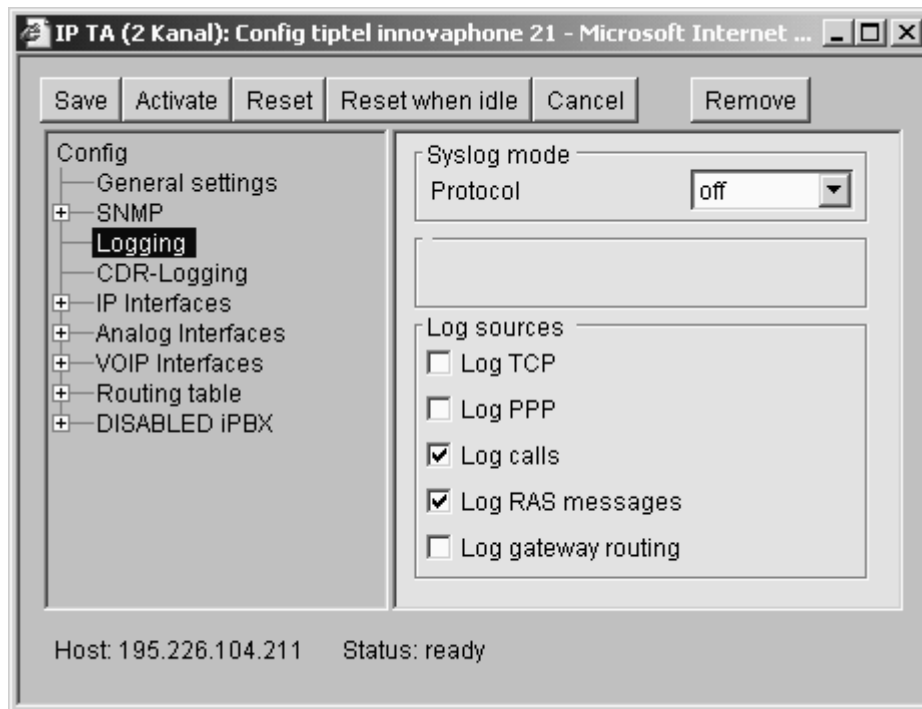 IP TA (2 Kanal): Config tiptel innovaphone 21 - Microsoft Internet ...
Save Activate Reset Reset when idle Cancel Remove
Config
General settings
SNMP
Logging
CDR-Logging
IP Interfaces
Analog Interfaces
VOIP Interfaces
Routing table
DISABLED iPBX
Syslog mode
Protocol off
Log sources
Log TCP
Log PPP
Log calls
Log RAS messages
Log gateway routing
Host: 195.226.104.211 Status: ready